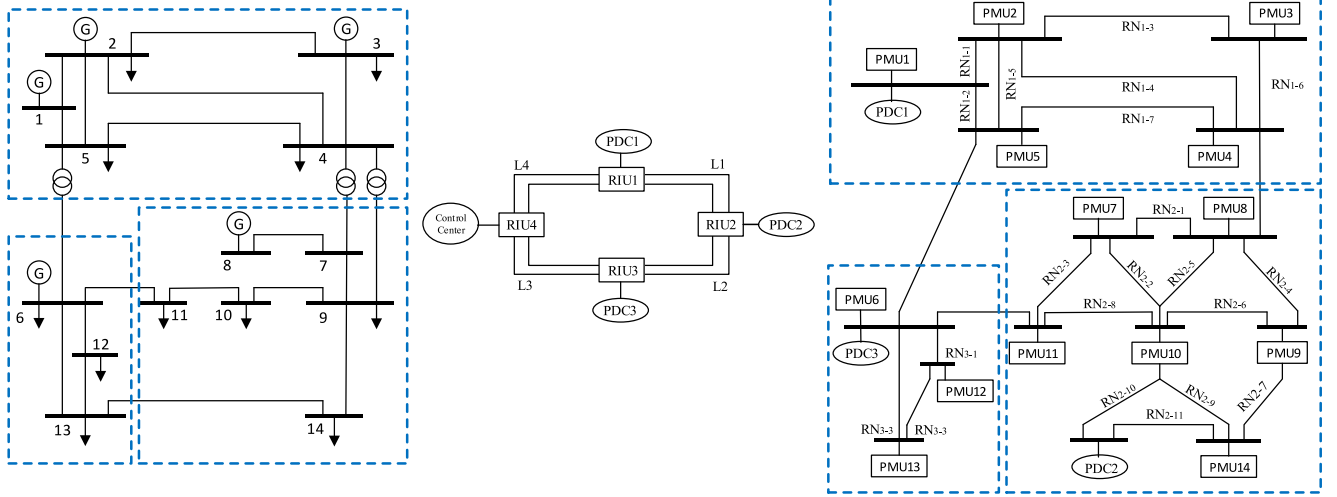 G
2
G
3
G
1
5
4
G
8
7
G
6
11
10
9
12
13
14
PDC1
L4
L1
RIU1
Control
Center
RIU4
RIU2
PDC2
RIU3
L3
L2
PDC3
PMU2
PMU3
RN1-3
PMU1
RN1-1
RN1-5
RN1-6
RN1-4
PDC1
RN1-2
RN1-7
PMU5
PMU4
PMU7
RN2-1
PMU8
RN2-3
RN2-2
RN2-5
RN2-4
PMU6
RN2-8
RN2-6
PDC3
RN3-1
PMU11
PMU10
PMU9
PMU12
RN2-10
RN2-9
RN2-7
RN2-11
RN3-3
RN3-3
PMU13
PDC2
PMU14